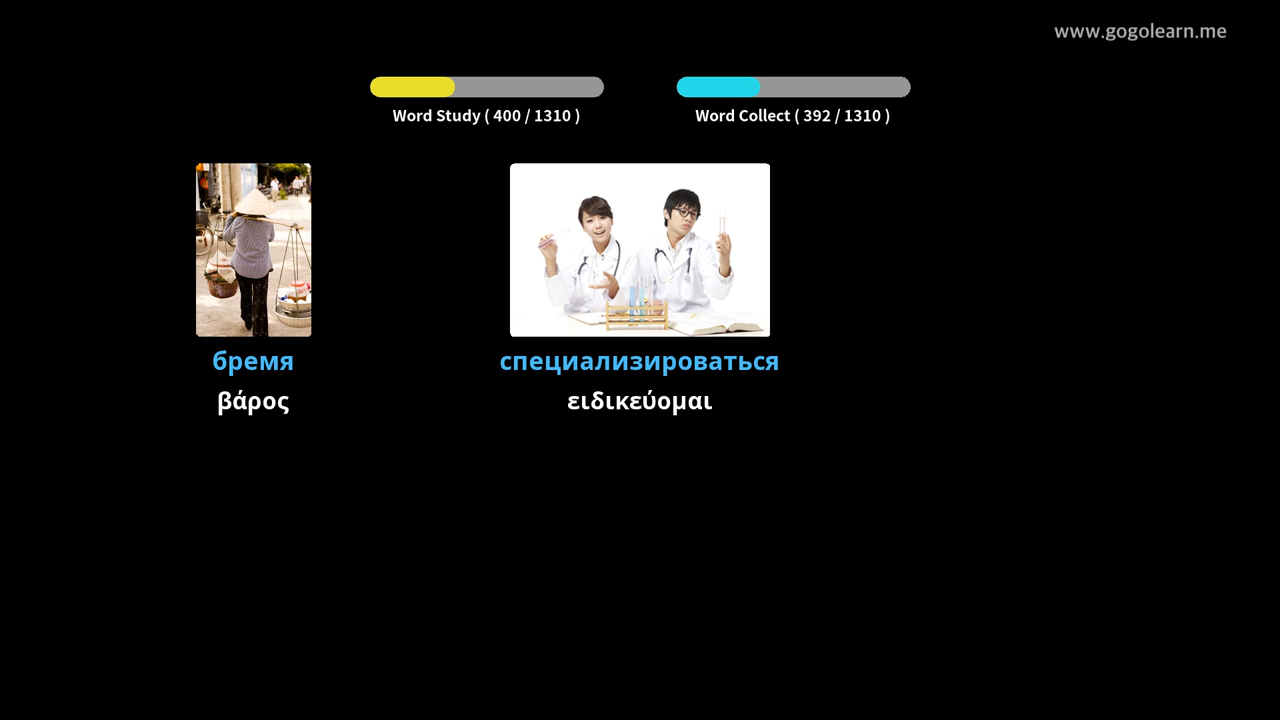 www.gogolearn.me
Word Study ( 400 / 1310 )
Word Collect ( 392 / 1310 )
бремя
βάρος
специализироваться
ειδικεύομαι